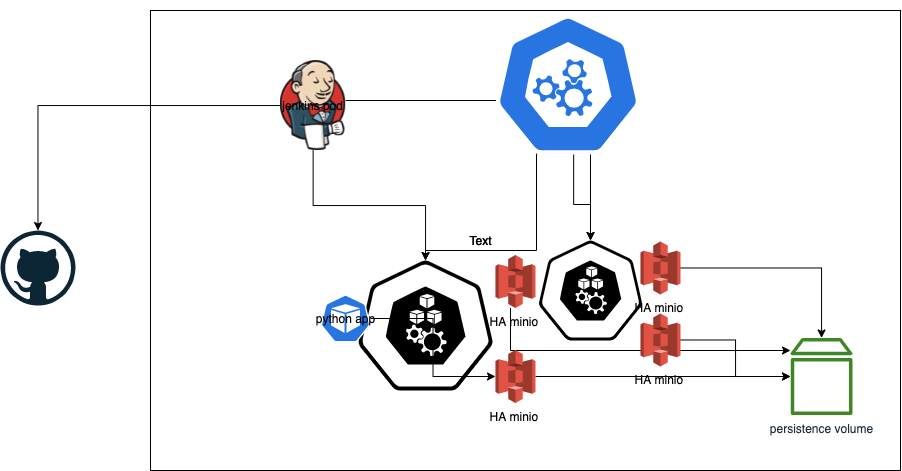 jenkins pod
Text
python app
HA minio
HA minio
HA minio
HA minio
persistence volume